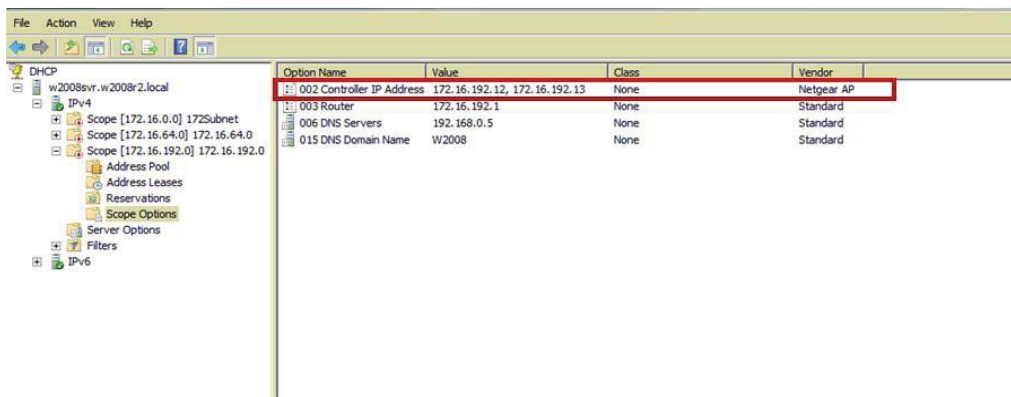 File Action View Help
DHCP
w2008svr.w2008r2.local
IPv4
Scope [172.16.0.0] 172Subnet
Scope [172.16.64.0] 172.16.64.0
Scope [172.16.192.0] 172.16.192.0
Address Pool
Address Leases
Reservations
Scope Options
Server Options
Filters
IPv6
Option Name Value Class Vendor
002 Controller IP Address 172.16.192.12, 172.16.192.13 None Netgear AP
003 Router 172.16.192.1 None Standard
006 DNS Servers 192.168.0.5 None Standard
015 DNS Domain Name W2008 None Standard